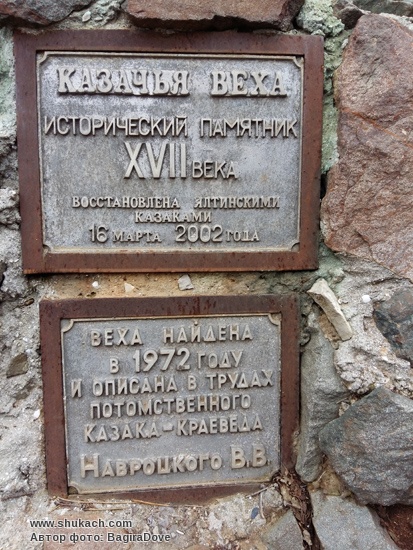 КАЗАЧЬЯ ВЕХА
ИСТОРИЧЕСКИЙ ПАМЯТНИК
XVII ВЕКА
ВОССТАНОВЛЕНА ЯЛТИНСКИМИ
КАЗАКАМИ
16 МАРТА 2002 ГОДА
ВЕХА НАЙДЕНА
В 1972 ГОДУ
И ОПИСАНА В ТРУДАХ
ПОТОМСТВЕННОГО
КАЗАКА-КРАЕВЕДА
НАВРОЦКОГО В.В.
www.shukach.com
Автор фото: BagiraDove